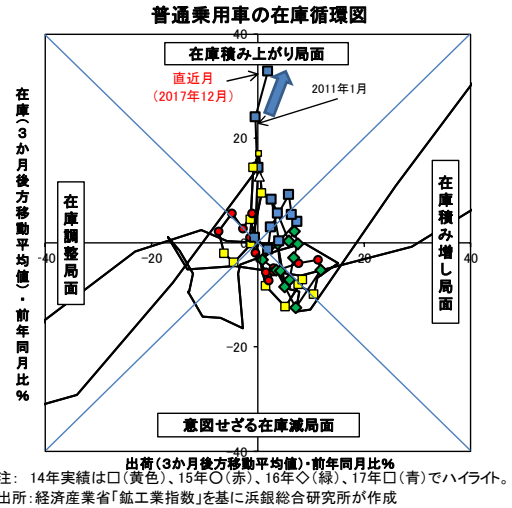 普通乗用車の在庫循環図
40
在庫積み上がり局面
直近月
(2017年12月)
2011年1月
20
在庫(3か月後方移動平均値)・前年同月比%
在庫調整局面
在庫積み増し局面
-40
-20
0
20
40
-20
意図せざる在庫減局面
-40
出荷(3か月後方移動平均値)・前年同月比%
注: 14年実績は□(黄色)、15年○(赤)、16年◇(緑)、17年□(青)でハイライト。
出所:経済産業省「鉱工業指数」を基に浜銀総合研究所が作成